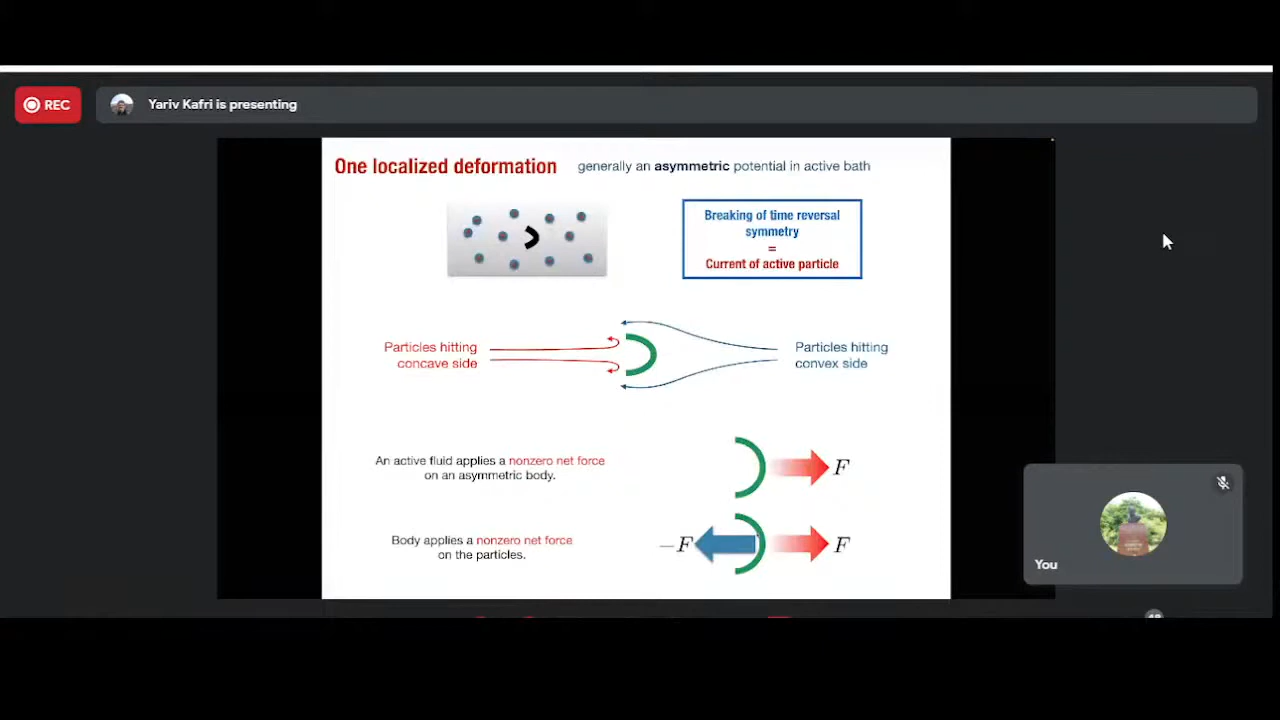 REC
Yariv Kafri is presenting
One localized deformation
generally an asymmetric potential in active bath
Breaking of time reversal
symmetry
=
Current of active particle
Particles hitting
concave side
Particles hitting
convex side
An active fluid applies a nonzero net force
on an asymmetric body.
F
Body applies a nonzero net force
on the particles.
−F
F
You